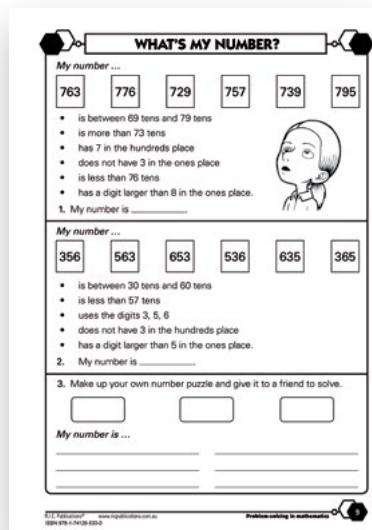 WHAT'S MY NUMBER?
My number ...
763 776 729 757 739 795
• is between 69 tens and 79 tens
• is more than 73 tens
• has 7 in the hundreds place
• does not have 3 in the ones place
• is less than 76 tens
• has a digit larger than 8 in the ones place.
1. My number is ___________.
My number ...
356 563 653 536 635 365
• is between 30 tens and 60 tens
• is less than 57 tens
• uses the digits 3, 5, 6
• does not have 3 in the hundreds place
• has a digit larger than 5 in the ones place.
2. My number is ___________.
3. Make up your own number puzzle and give it to a friend to solve.
My number is ...
R.I.C. Publications® www.ricpublications.com.au Problem-solving in mathematics